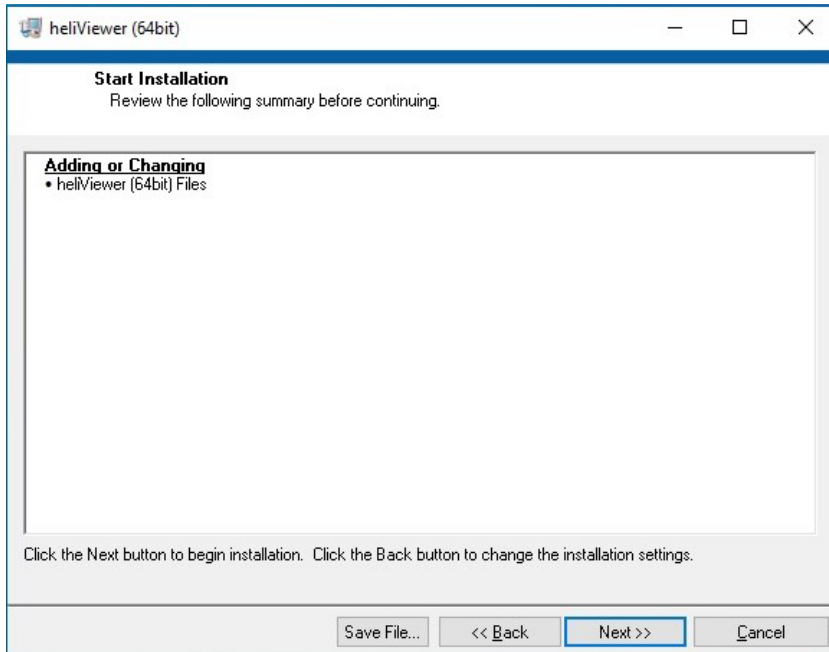 heliViewer (64bit)
Start Installation
Review the following summary before continuing.
Adding or Changing
• heliViewer (64bit) Files
Click the Next button to begin installation.  Click the Back button to change the installation settings.
Save File...
<< Back
Next >>
Cancel